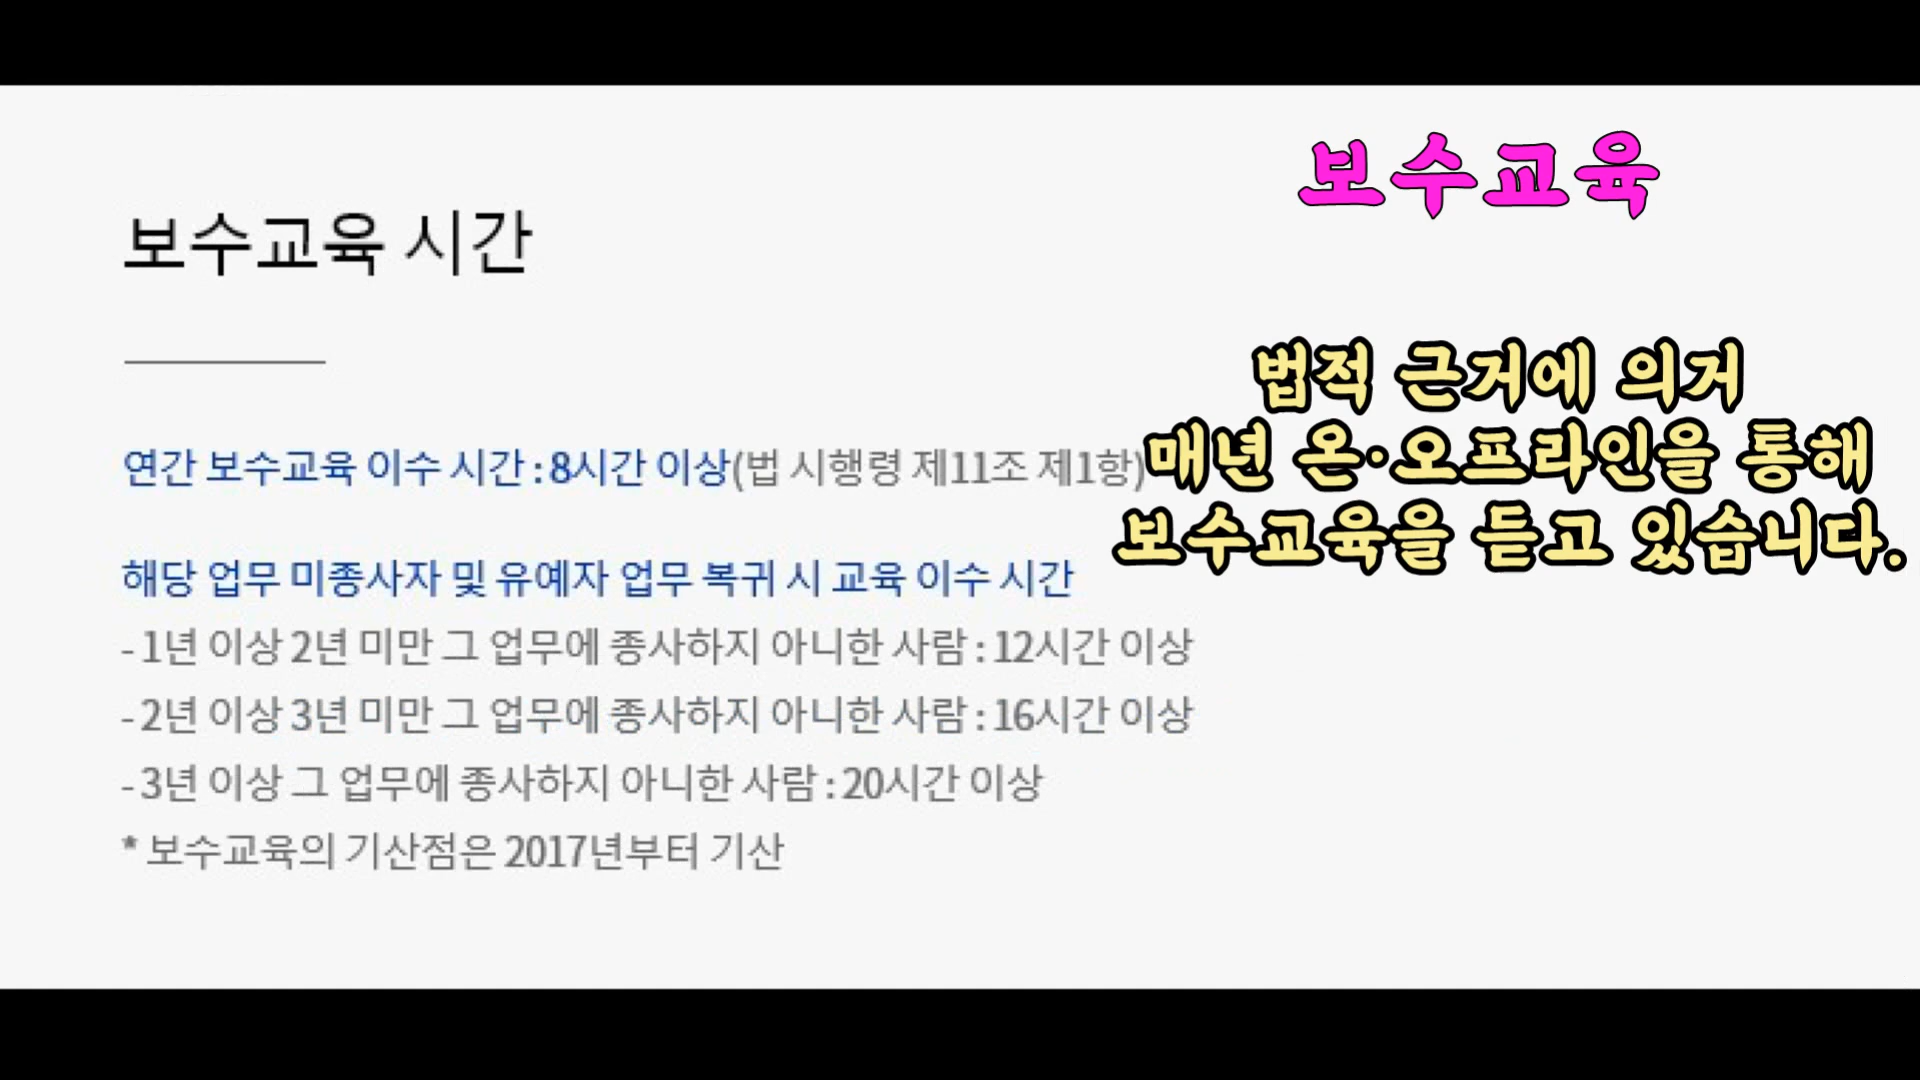 보수교육
보수교육 시간
법적 근거에 의거
매년 온·오프라인을 통해
보수교육을 듣고 있습니다.
연간 보수교육 이수 시간 : 8시간 이상(법 시행령 제11조 제1항)
해당 업무 미종사자 및 유예자 업무 복귀 시 교육 이수 시간
- 1년 이상 2년 미만 그 업무에 종사하지 아니한 사람 : 12시간 이상
- 2년 이상 3년 미만 그 업무에 종사하지 아니한 사람 : 16시간 이상
- 3년 이상 그 업무에 종사하지 아니한 사람 : 20시간 이상
* 보수교육의 기산점은 2017년부터 기산